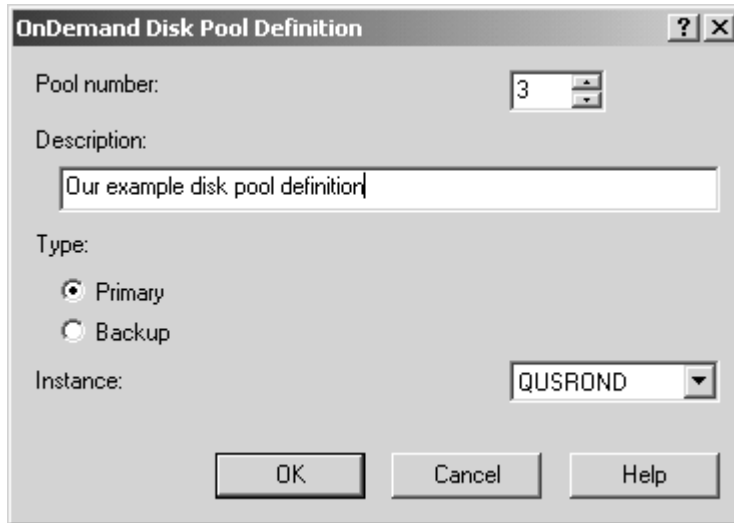 OnDemand Disk Pool Definition
Pool number: 3
Description:
Our example disk pool definition
Type:
Primary
Backup
Instance: QUSROND
OK Cancel Help